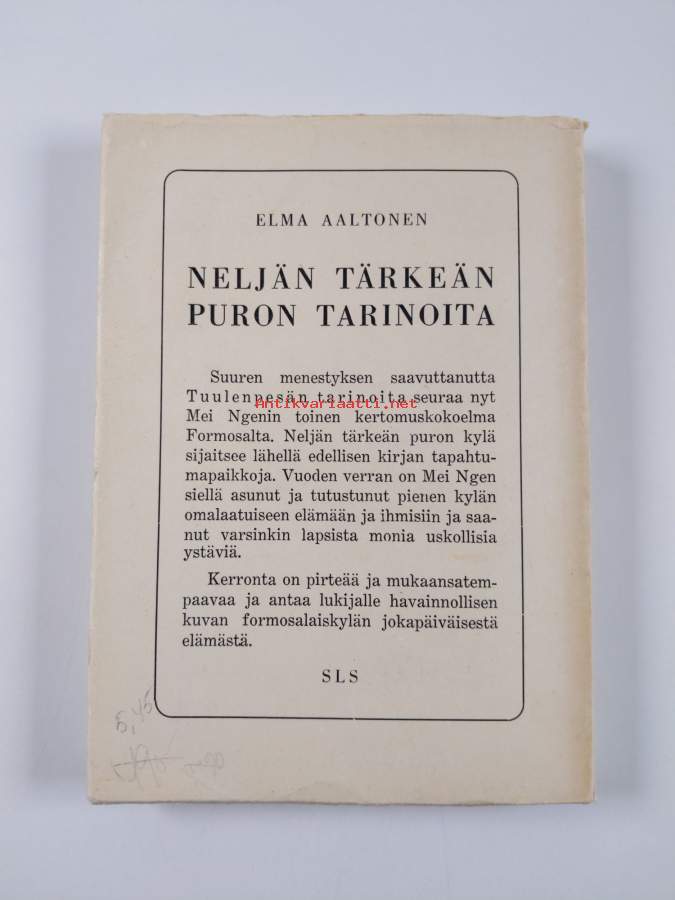 ELMA AALTONEN
NELJÄN TÄRKEÄN
PURON TARINOITA
Suuren menestyksen saavuttanutta
Tuulenpesän tarinoita seuraa nyt
Antikvariaatti.net
Mei Ngenin toinen kertomuskokoelma
Formosalta. Neljän tärkeän puron kylä
sijaitsee lähellä edellisen kirjan tapahtu-
mapaikkoja. Vuoden verran on Mei Ngen
siellä asunut ja tutustunut pienen kylän
omalaatuiseen elämään ja ihmisiin ja saa-
nut varsinkin lapsista monia uskollisia
ystäviä.
Kerronta on pirteää ja mukaansatem-
paavaa ja antaa lukijalle havainnollisen
kuvan formosalaiskylän jokapäiväisestä
elämästä.
SLS
5,45